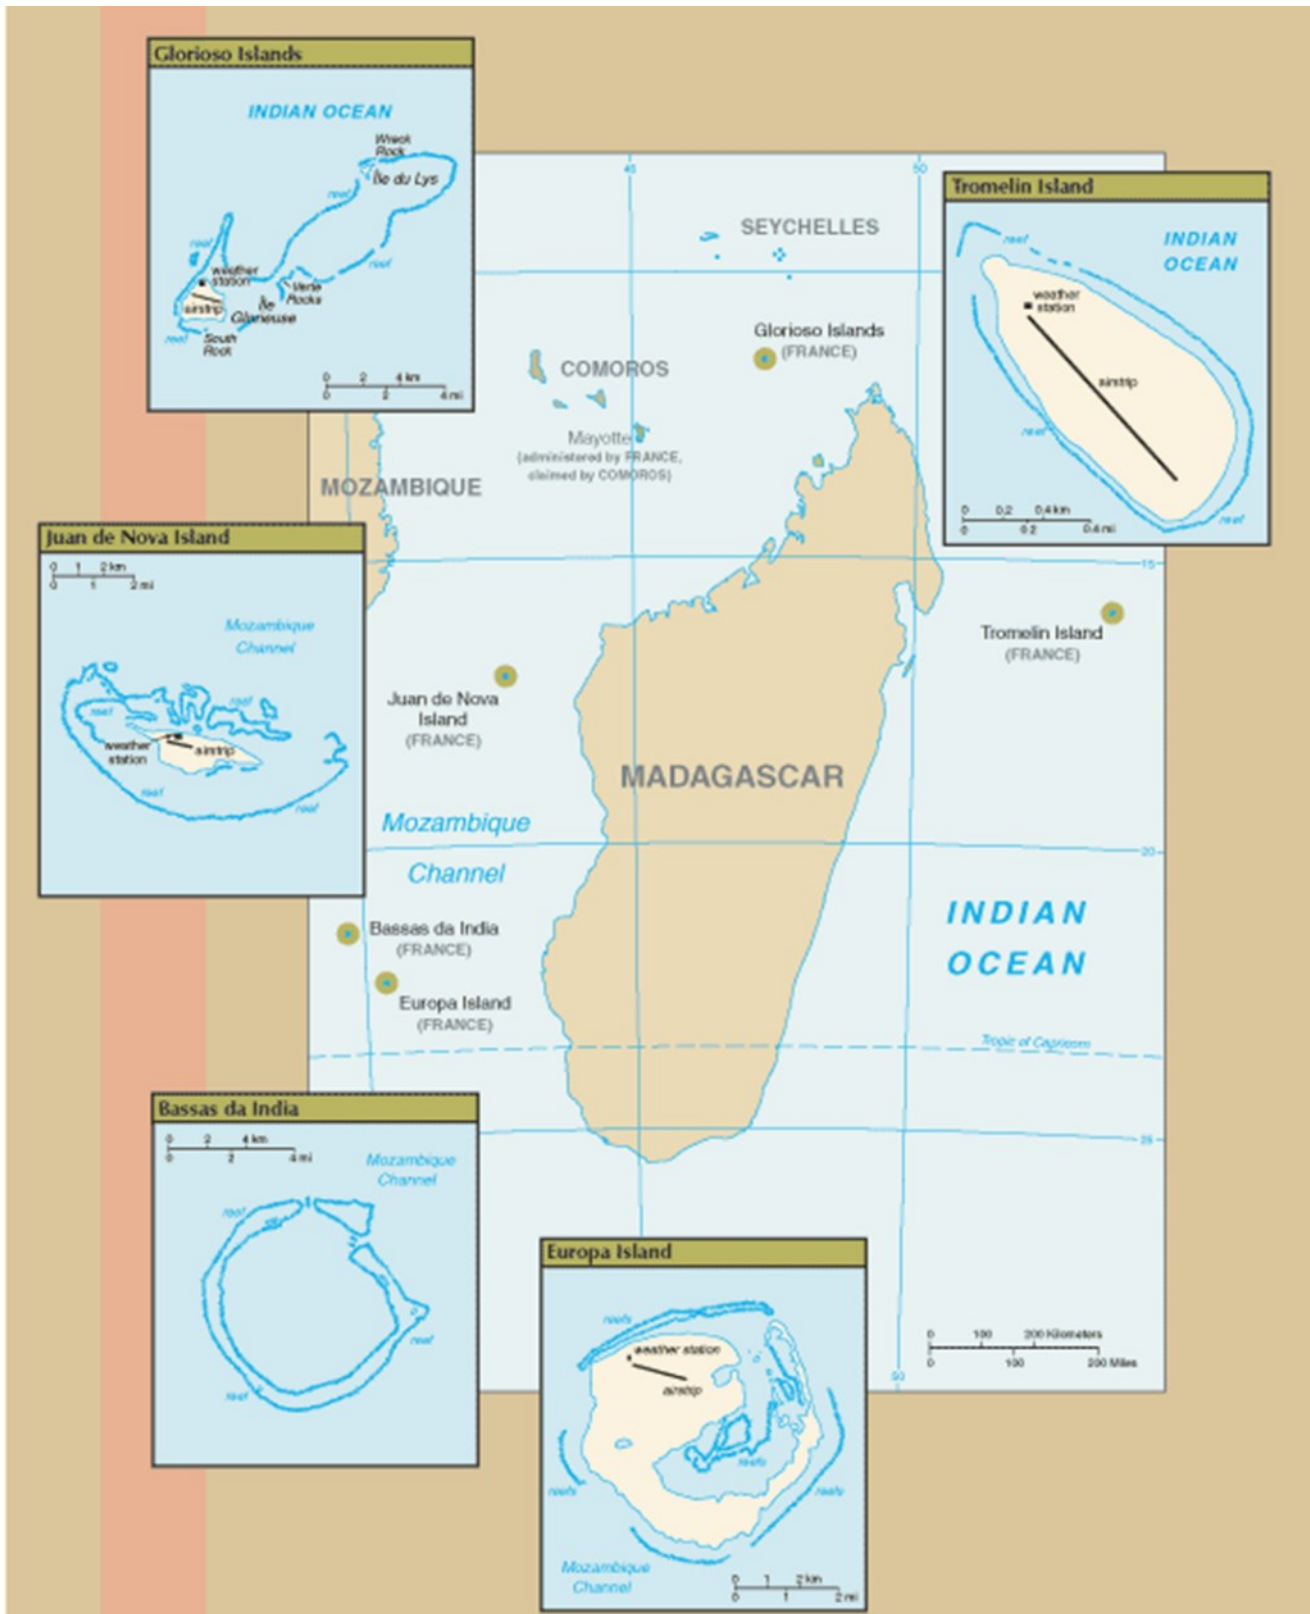 Glorioso Islands
INDIAN OCEAN
Wreck
Rock
Île du Lys
reef
reef
reef
weather
station
Verte
Rocks
airstrip
Île
Glorieuse
reef
South
Rock
0 2 4 km
0 2 4 mi
45
50
SEYCHELLES
Glorioso Islands
(FRANCE)
COMOROS
Mayotte
(administered by FRANCE,
claimed by COMOROS)
MOZAMBIQUE
Tromelin Island
INDIAN
OCEAN
reef
weather
station
airstrip
reef
reef
0 0.2 0.4 km
0 0.2 0.4 mi
15
Tromelin Island
(FRANCE)
Juan de Nova Island
0 1 2 km
0 1 2 mi
Mozambique
Channel
reef
reef
weather
station
airstrip
reef
reef
Juan de Nova
Island
(FRANCE)
MADAGASCAR
Mozambique
Channel
20
INDIAN
OCEAN
Bassas da India
(FRANCE)
Europa Island
(FRANCE)
Tropic of Capricorn
25
Bassas da India
0 2 4 km
0 2 4 mi
Mozambique
Channel
reef
reef
reef
Europa Island
reefs
weather station
airstrip
reefs
reefs
reefs
Mozambique
Channel
0 1 2 km
0 1 2 mi
0 100 200 Kilometers
0 100 200 Miles
50